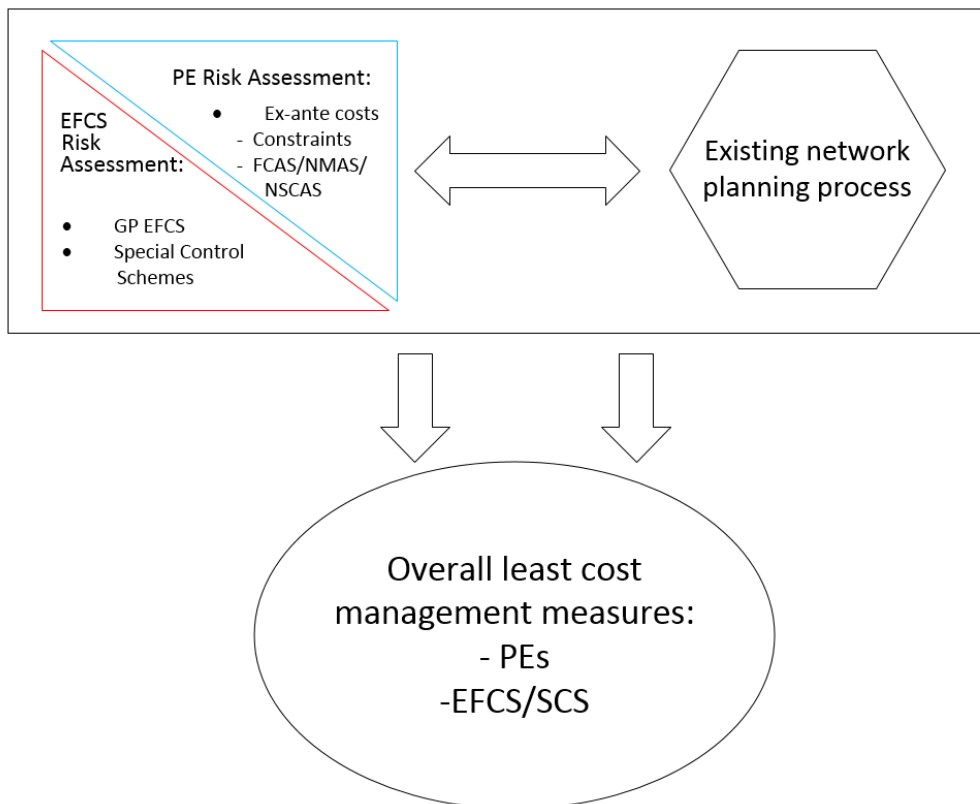 PE Risk Assessment:
● Ex-ante costs
- Constraints
- FCAS/NMAS/
NSCAS
EFCS
Risk
Assessment:
● GP EFCS
● Special Control
Schemes
Existing network
planning process
Overall least cost
management measures:
- PEs
-EFCS/SCS